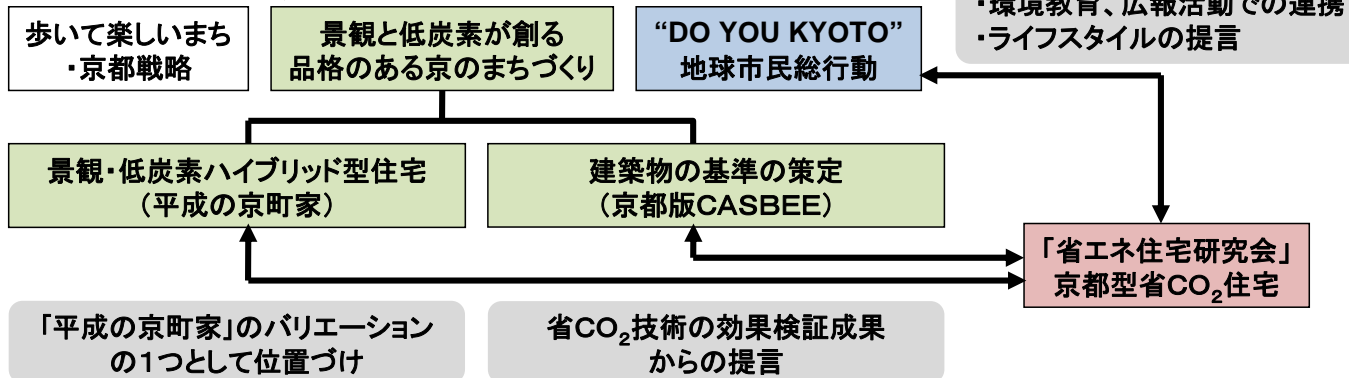 ・環境教育、広報活動での連携
・ライフスタイルの提言
歩いて楽しいまち
・京都戦略
景観と低炭素が創る
品格のある京のまちづくり
“DO YOU KYOTO”
地球市民総行動
景観・低炭素ハイブリッド型住宅
（平成の京町家）
建築物の基準の策定
（京都版CASBEE）
「省エネ住宅研究会」
京都型省CO₂住宅
「平成の京町家」のバリエーション
の１つとして位置づけ
省CO₂技術の効果検証成果
からの提言